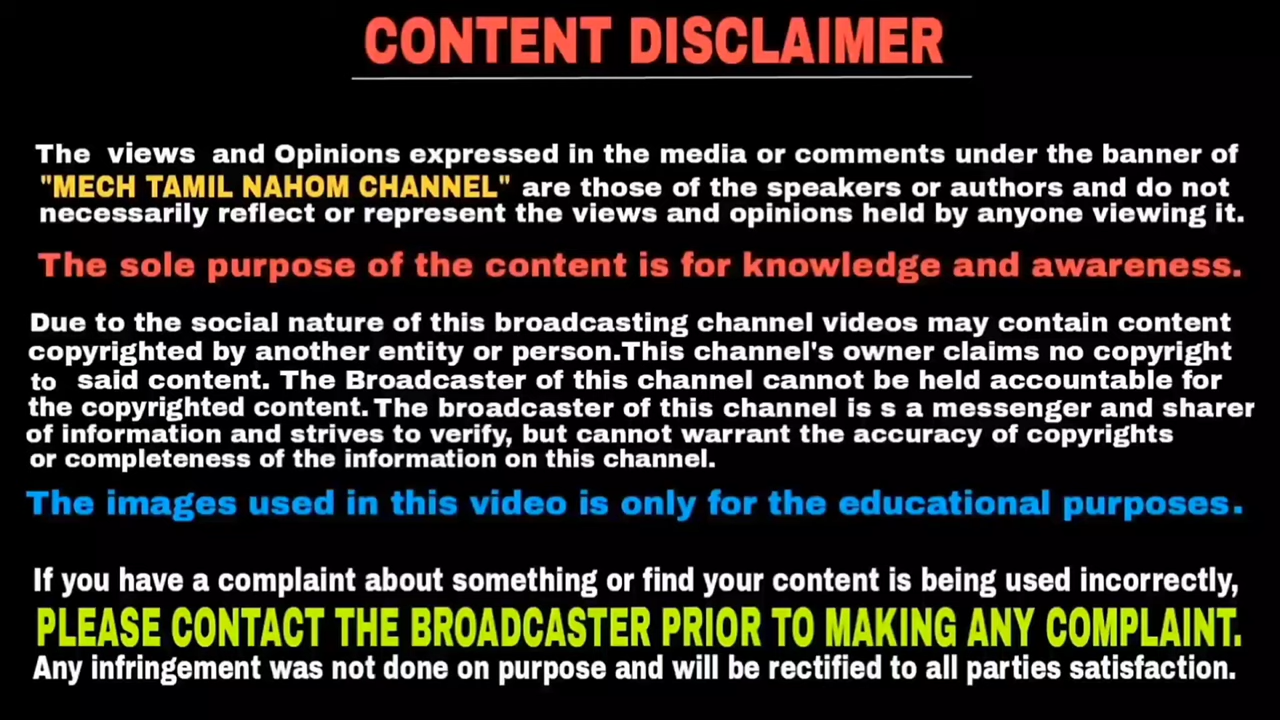 CONTENT DISCLAIMER
The views and Opinions expressed in the media or comments under the banner of
"MECH TAMIL NAHOM CHANNEL" are those of the speakers or authors and do not
necessarily reflect or represent the views and opinions held by anyone viewing it.
The sole purpose of the content is for knowledge and awareness.
Due to the social nature of this broadcasting channel videos may contain content
copyrighted by another entity or person.This channel's owner claims no copyright
to said content. The Broadcaster of this channel cannot be held accountable for
the copyrighted content. The broadcaster of this channel is s a messenger and sharer
of information and strives to verify, but cannot warrant the accuracy of copyrights
or completeness of the information on this channel.
The images used in this video is only for the educational purposes.
If you have a complaint about something or find your content is being used incorrectly,
PLEASE CONTACT THE BROADCASTER PRIOR TO MAKING ANY COMPLAINT.
Any infringement was not done on purpose and will be rectified to all parties satisfaction.